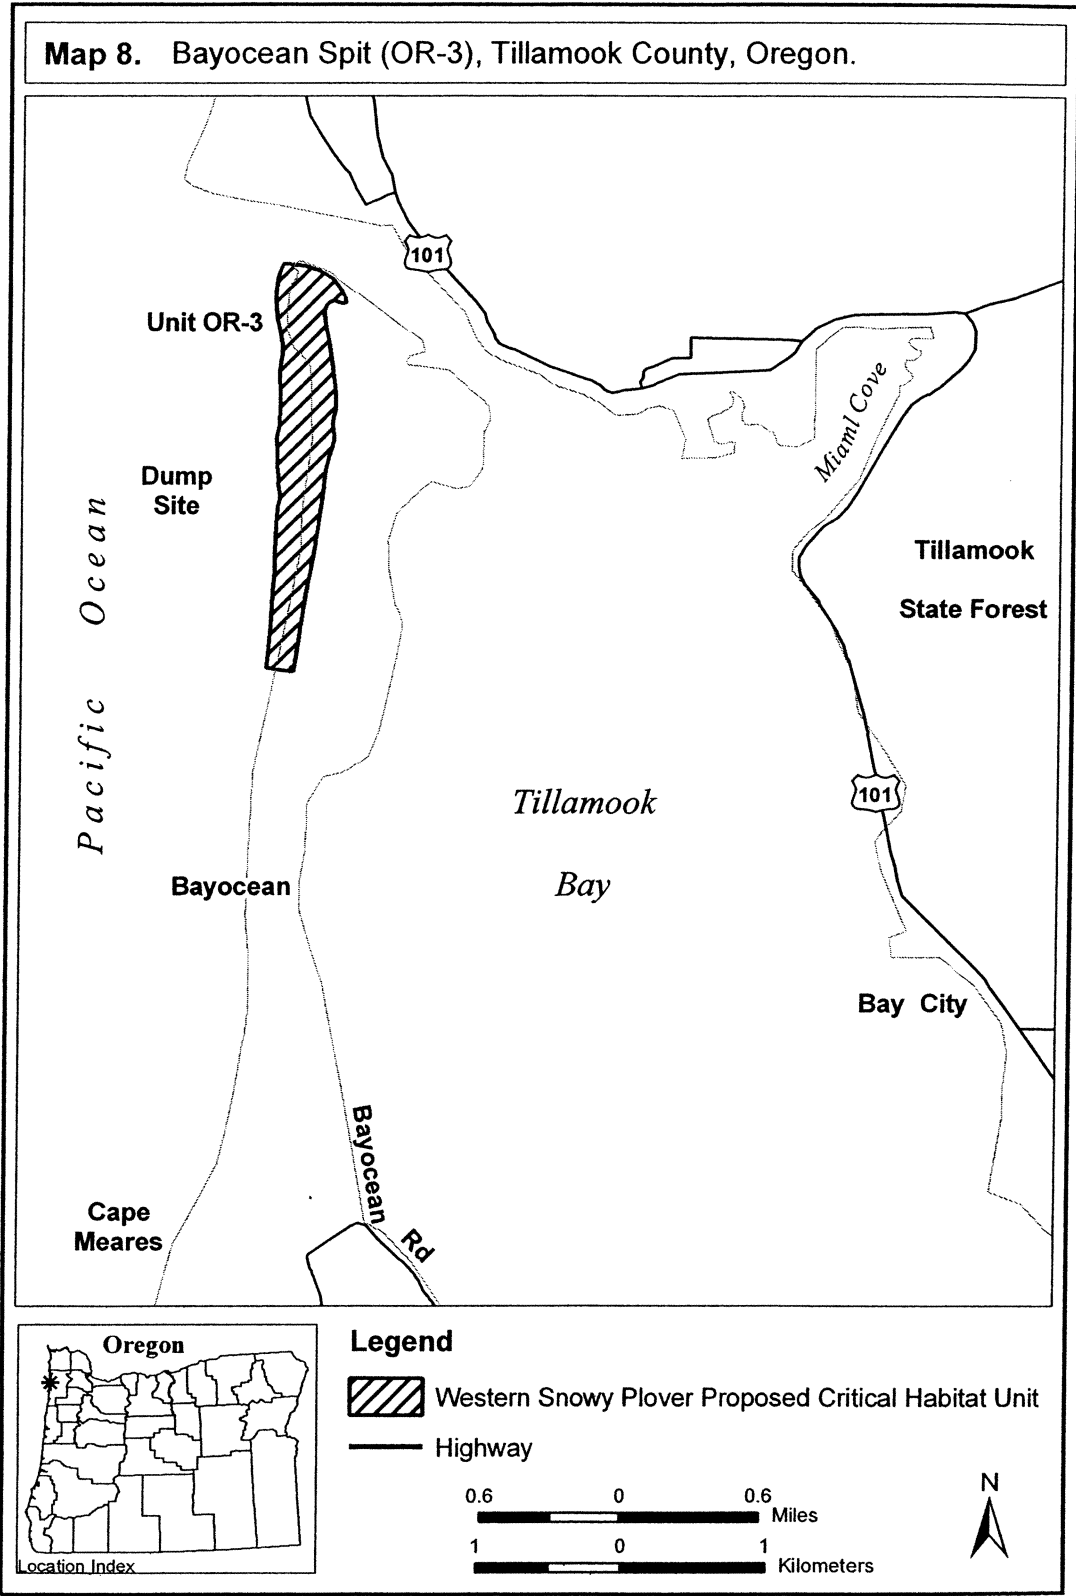 Map 8. Bayocean Spit (OR-3), Tillamook County, Oregon.
101
Unit OR-3
Miaml Cove
Dump
Site
Pacific Ocean
Tillamook
State Forest
Tillamook
Bay
101
Bayocean
Bay City
Bayocean Rd
Cape
Meares
Oregon
Location Index
Legend
Western Snowy Plover Proposed Critical Habitat Unit
Highway
0.6 0 0.6
Miles
1 0 1
Kilometers
N